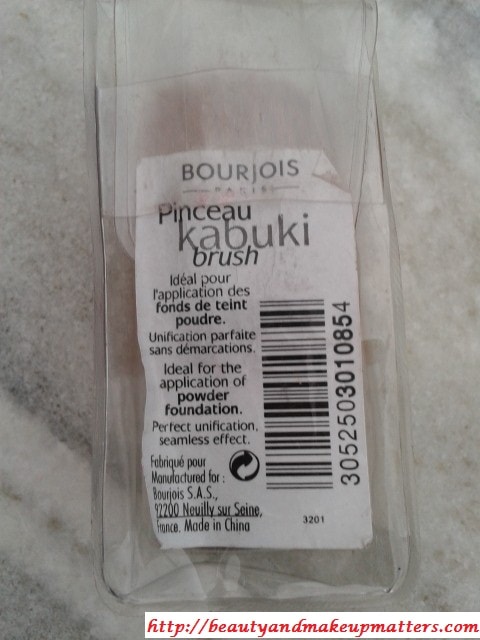 BOURJOIS
PARIS
Pinceau
kabuki
brush
Idéal pour
l'application des
fonds de teint
poudre.
Unification parfaite
sans démarcations.
Ideal for the
application of
powder
foundation.
Perfect unification,
seamless effect.
Fabriqué pour
Manufactured for :
Bourjois S.A.S.,
92200 Neuilly sur Seine,
France. Made in China
3052503010854
3201
http://beautyandmakeupmatters.com/